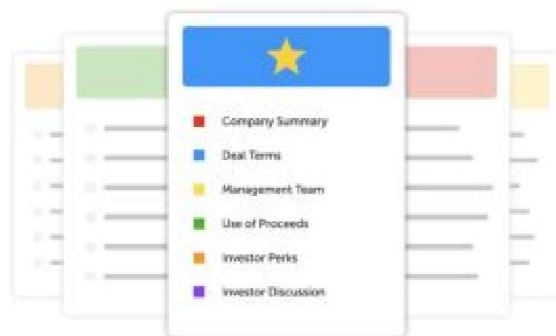 Company Summary
Deal Terms
Management Team
Use of Proceeds
Investor Perks
Investor Discussion